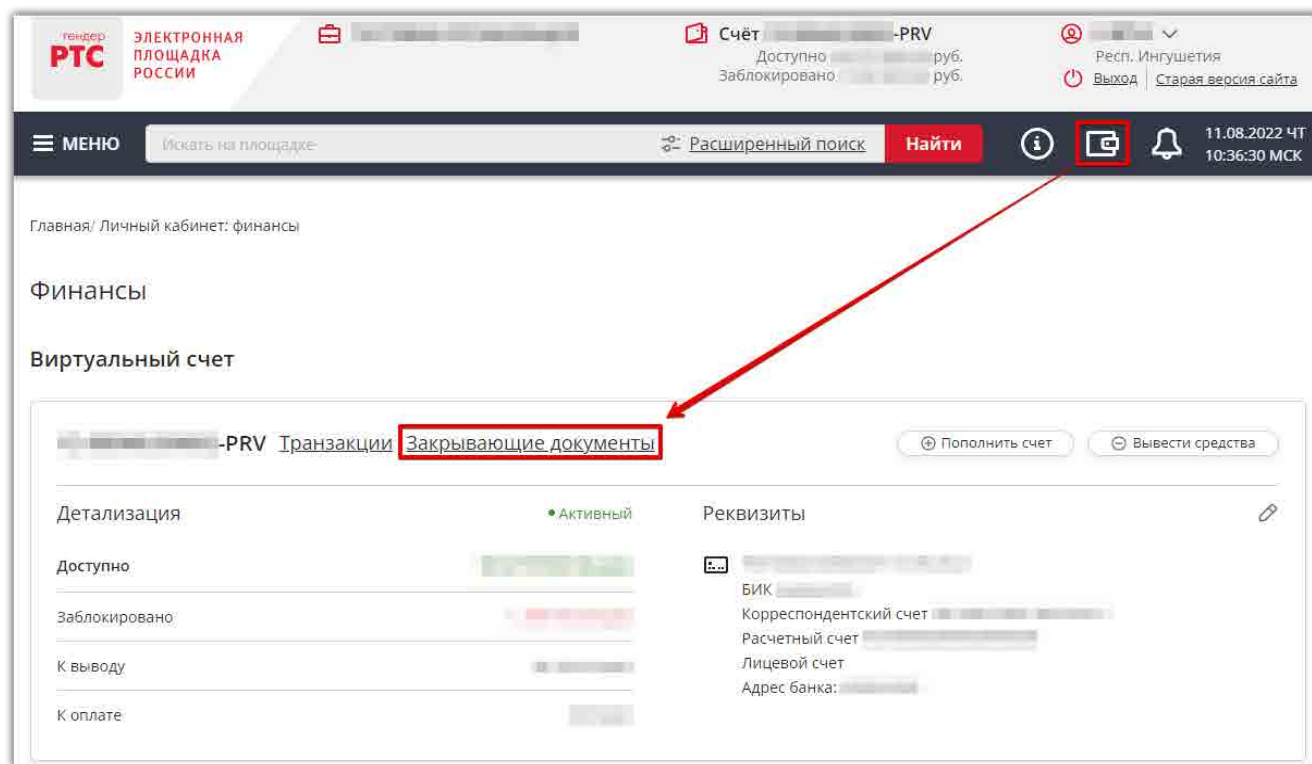 тендер
РТС
ЭЛЕКТРОННАЯ
ПЛОЩАДКА
РОССИИ
Счёт -PRV
Доступно руб.
Заблокировано руб.
Респ. Ингушетия
Выход Старая версия сайта
МЕНЮ Искать на площадке Расширенный поиск Найти
11.08.2022 ЧТ
10:36:30 МСК
Главная/ Личный кабинет: финансы
Финансы
Виртуальный счет
-PRV Транзакции Закрывающие документы Пополнить счет Вывести средства
Детализация Активный
Доступно
Заблокировано
К выводу
К оплате
Реквизиты
БИК
Корреспондентский счет
Расчетный счет
Лицевой счет
Адрес банка: